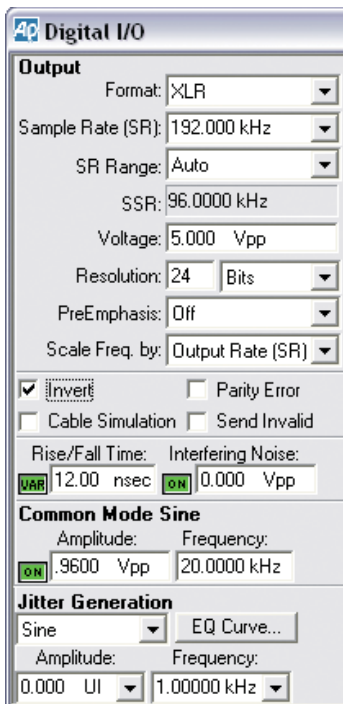 Ap Digital I/O
Output
Format: XLR
Sample Rate (SR): 192.000 kHz
SR Range: Auto
SSR: 96.0000 kHz
Voltage: 5.000 Vpp
Resolution: 24 Bits
PreEmphasis: Off
Scale Freq. by: Output Rate (SR)
Invert Parity Error
Cable Simulation Send Invalid
Rise/Fall Time: Interfering Noise:
VAR 12.00 nsec ON 0.000 Vpp
Common Mode Sine
Amplitude: Frequency:
ON .9600 Vpp 20.0000 kHz
Jitter Generation
Sine EQ Curve...
Amplitude: Frequency:
0.000 UI 1.00000 kHz